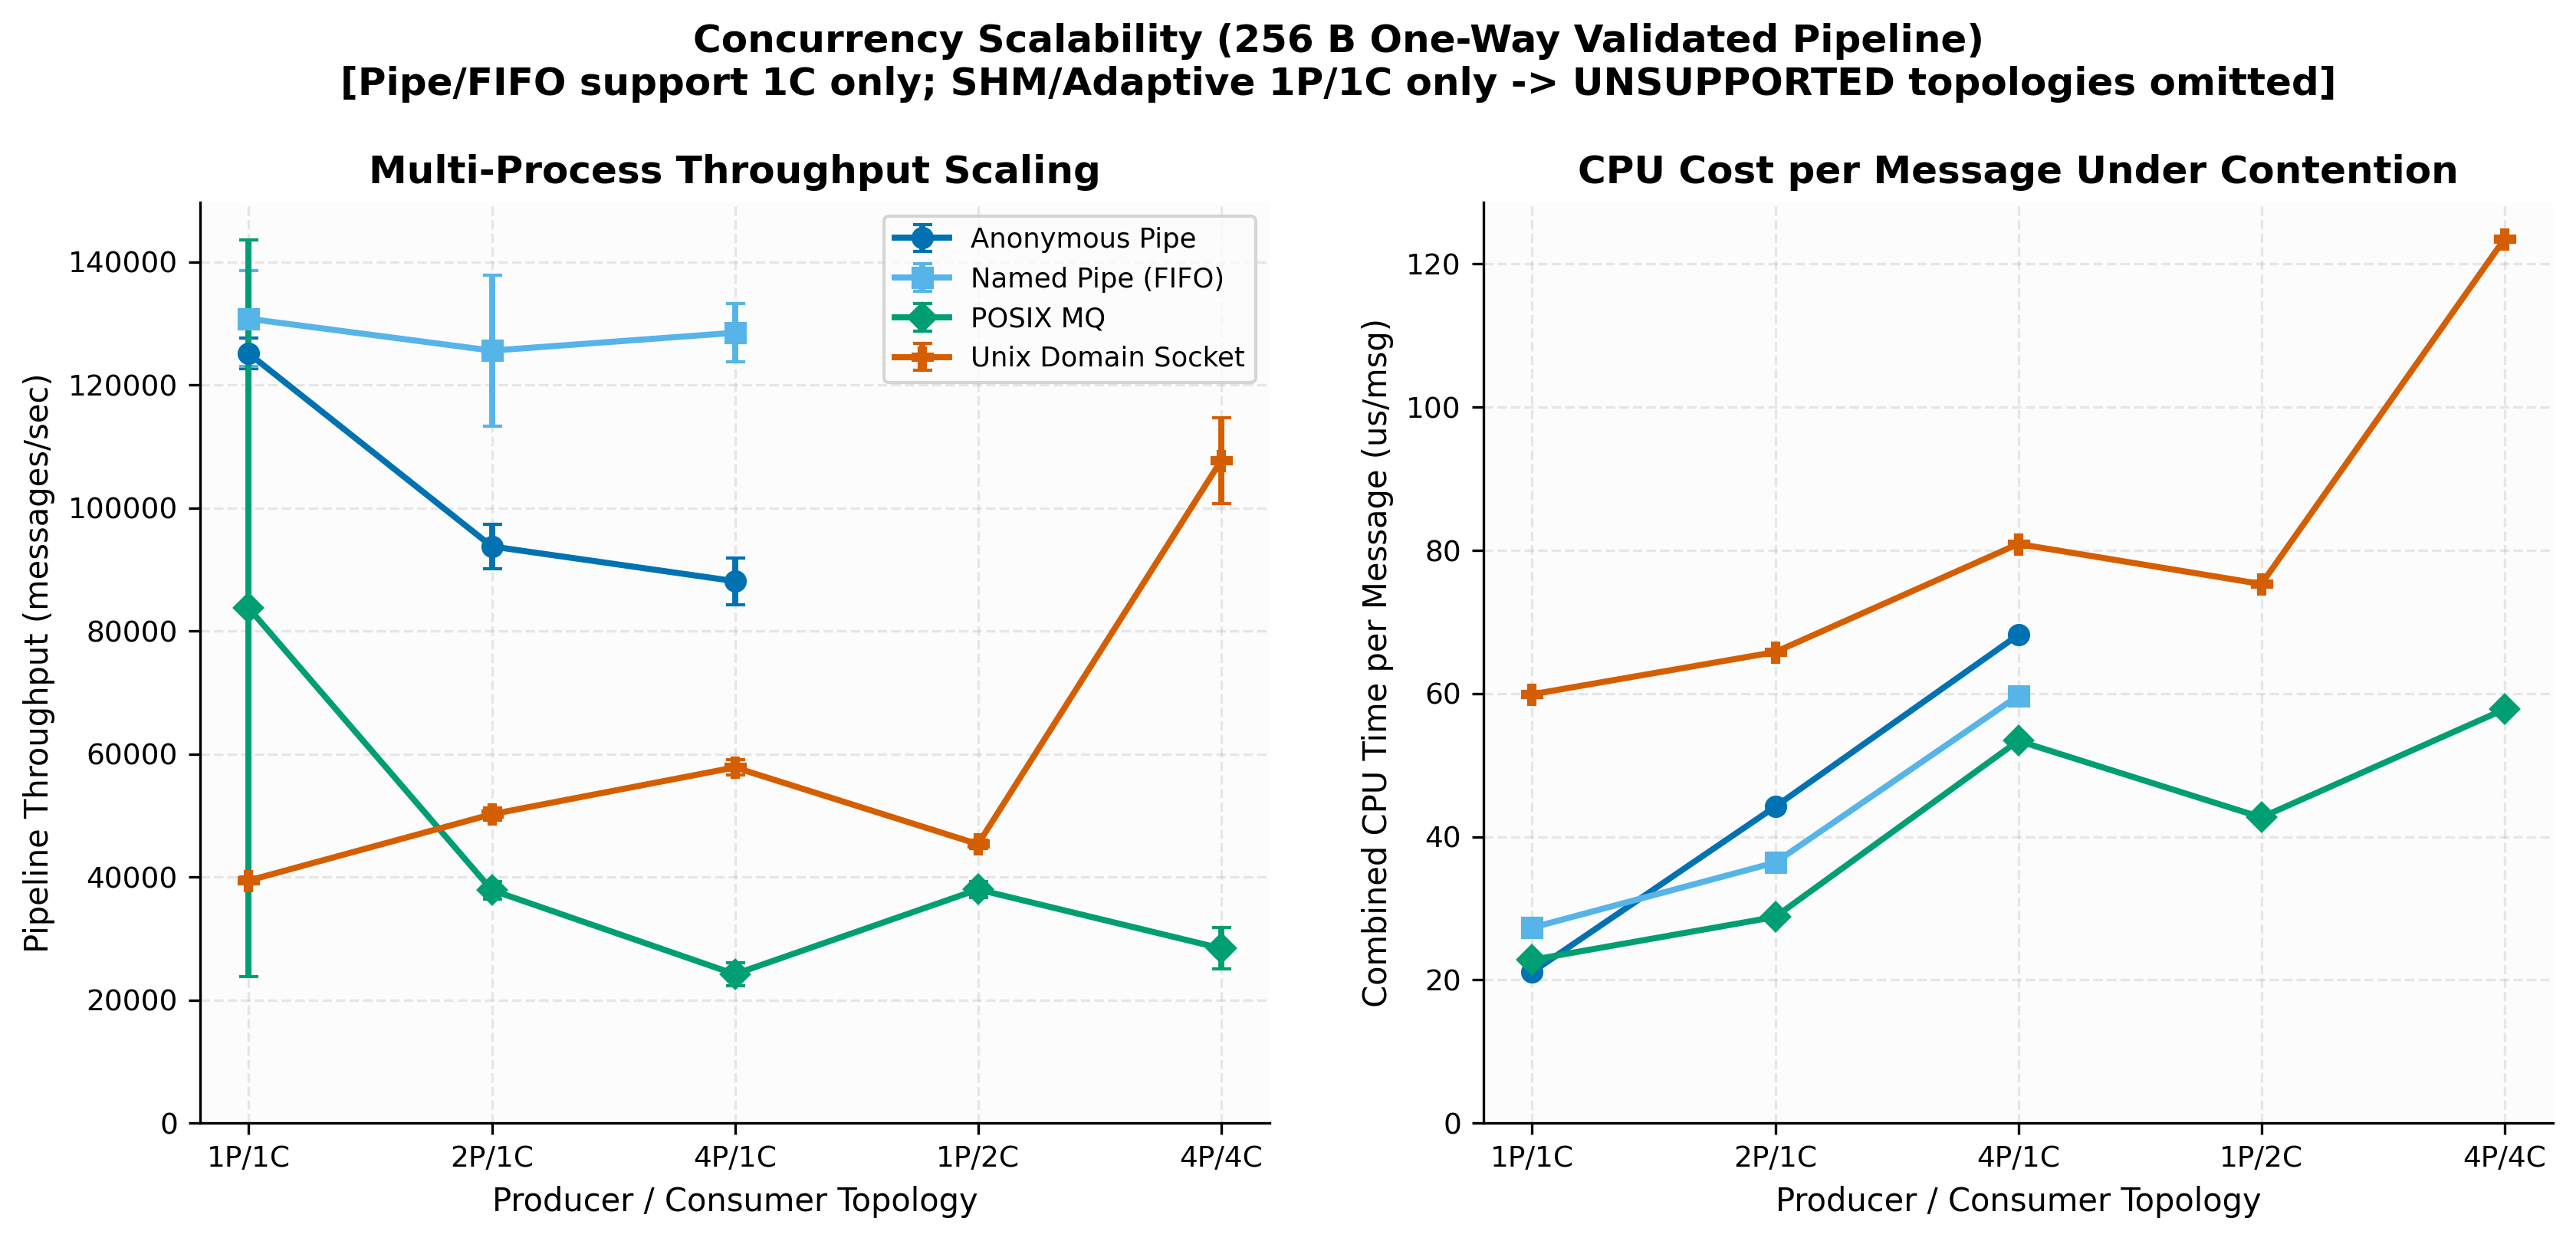 Concurrency Scalability (256 B One-Way Validated Pipeline)
[Pipe/FIFO support 1C only; SHM/Adaptive 1P/1C only -> UNSUPPORTED topologies omitted]
Multi-Process Throughput Scaling
Pipeline Throughput (messages/sec)
140000
120000
100000
80000
60000
40000
20000
0
Anonymous Pipe
Named Pipe (FIFO)
POSIX MQ
Unix Domain Socket
1P/1C
2P/1C
4P/1C
1P/2C
4P/4C
Producer / Consumer Topology
CPU Cost per Message Under Contention
Combined CPU Time per Message (us/msg)
120
100
80
60
40
20
0
1P/1C
2P/1C
4P/1C
1P/2C
4P/4C
Producer / Consumer Topology